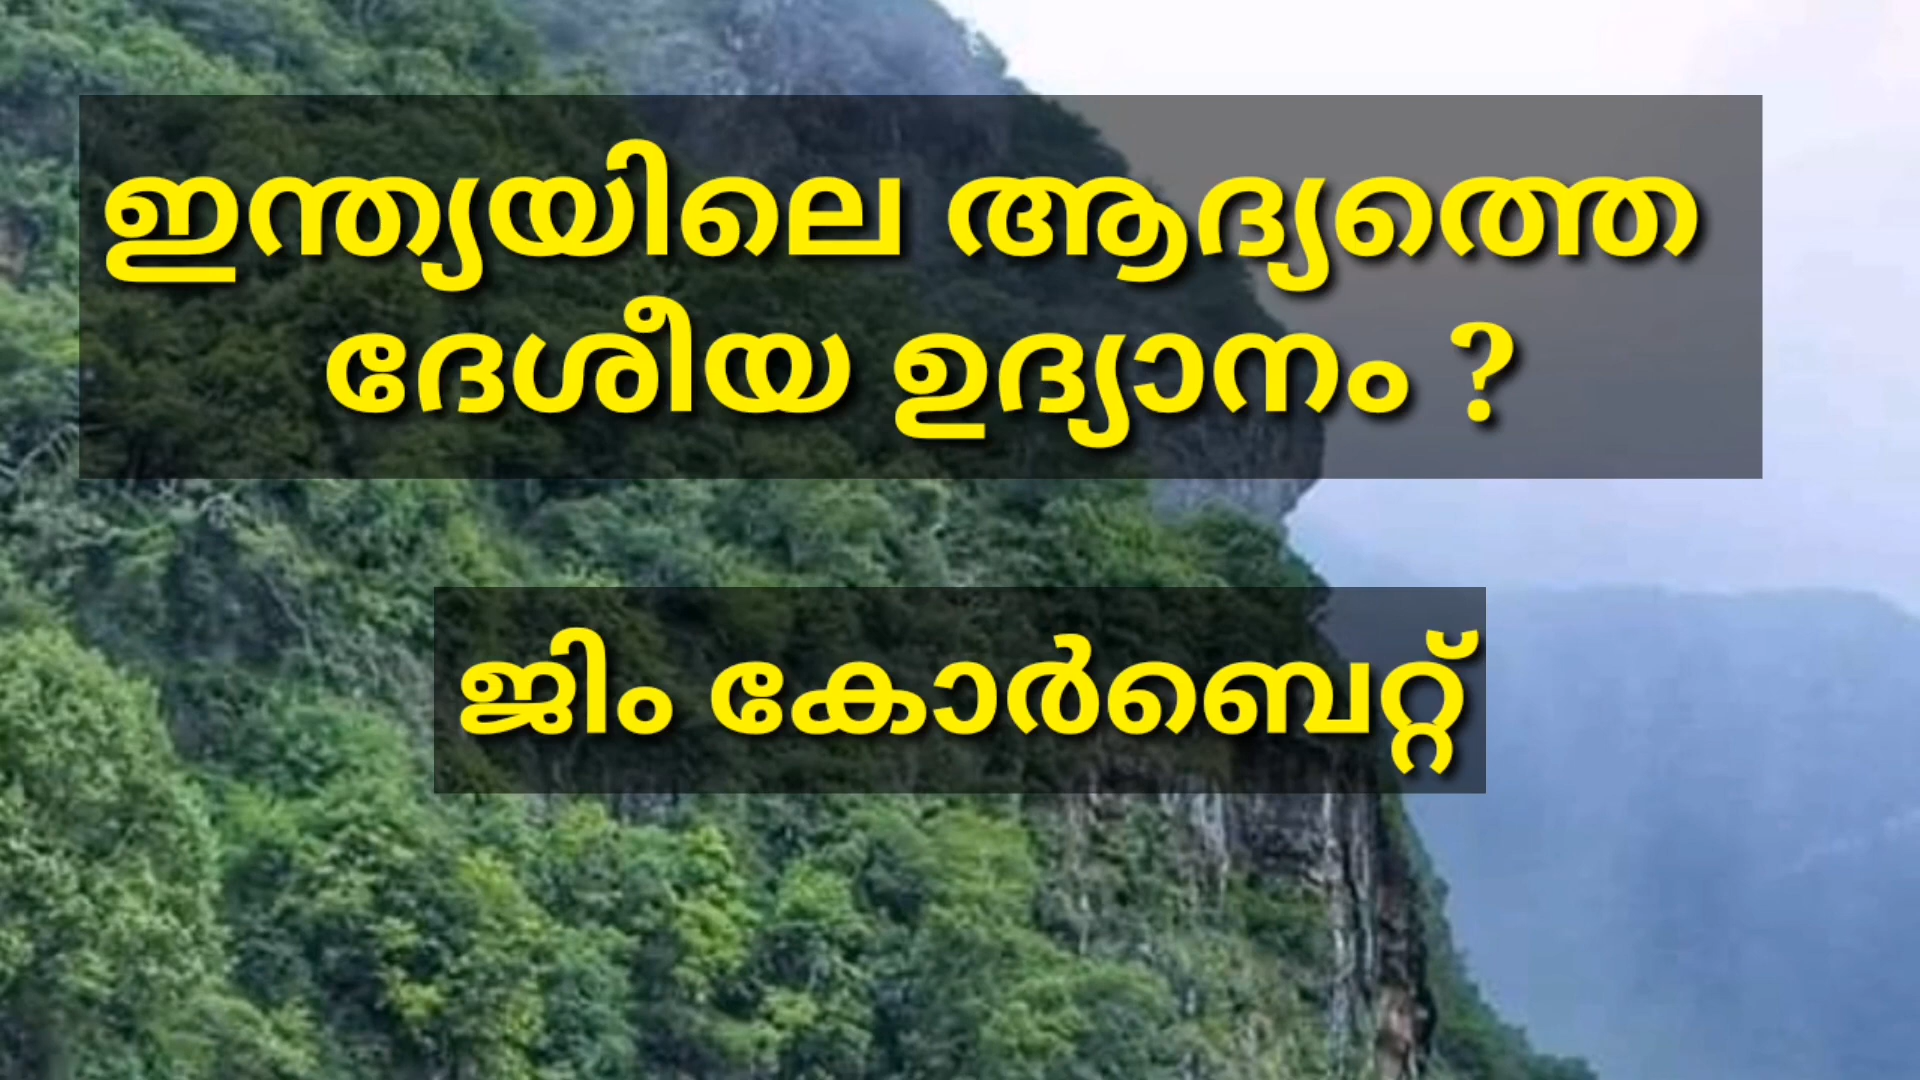 ഇന്ത്യയിലെ ആദ്യത്തെ
ദേശീയ ഉദ്യാനം ?
ജിം കോർബെറ്റ്